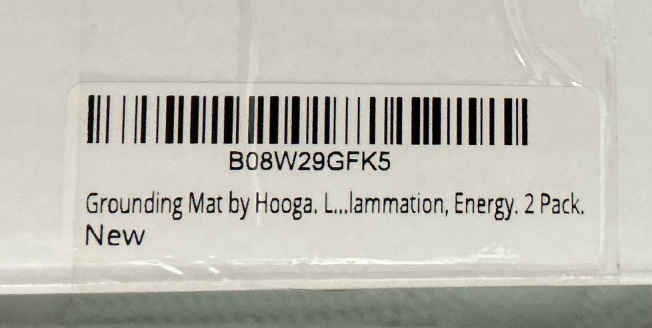 B08W29GFK5
Grounding Mat by Hooga. L...lammation, Energy. 2 Pack.
New